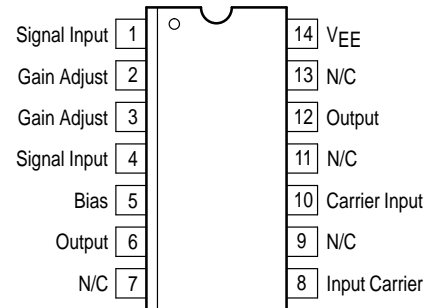 Signal Input 1 14 VEE
Gain Adjust 2 13 N/C
Gain Adjust 3 12 Output
Signal Input 4 11 N/C
Bias 5 10 Carrier Input
Output 6 9 N/C
N/C 7 8 Input Carrier